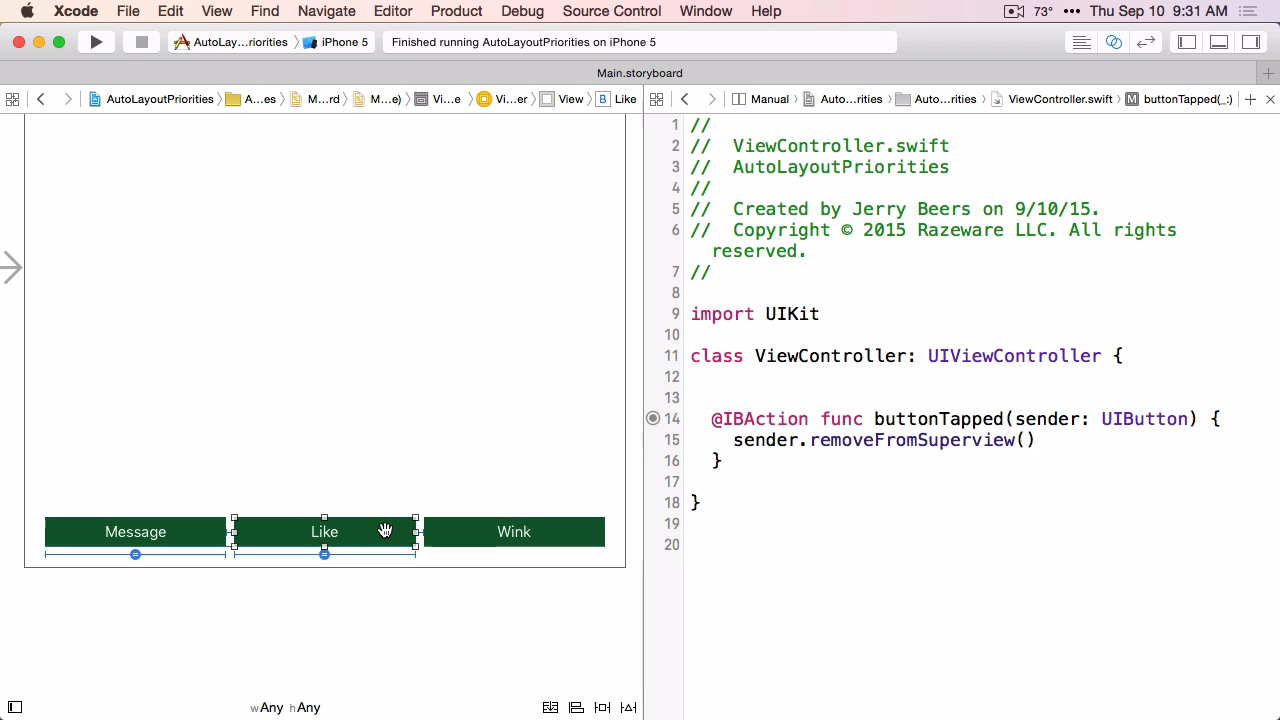 Xcode File Edit View Find Navigate Editor Product Debug Source Control Window Help 73° ••• Thu Sep 10 9:31 AM
AutoLay...riorities iPhone 5 Finished running AutoLayoutPriorities on iPhone 5
Main.storyboard
AutoLayoutPriorities A...es M...rd M...e) Vi...e Vi...er View B Like Manual Auto...rities Auto...rities ViewController.swift M buttonTapped(_:)
1 //
2 // ViewController.swift
3 // AutoLayoutPriorities
4 //
5 // Created by Jerry Beers on 9/10/15.
6 // Copyright © 2015 Razeware LLC. All rights
reserved.
7 //
8
9 import UIKit
10
11 class ViewController: UIViewController {
12
13
14 @IBAction func buttonTapped(sender: UIButton) {
15 sender.removeFromSuperview()
16 }
17
18 }
19
20
Message Like Wink
wAny hAny